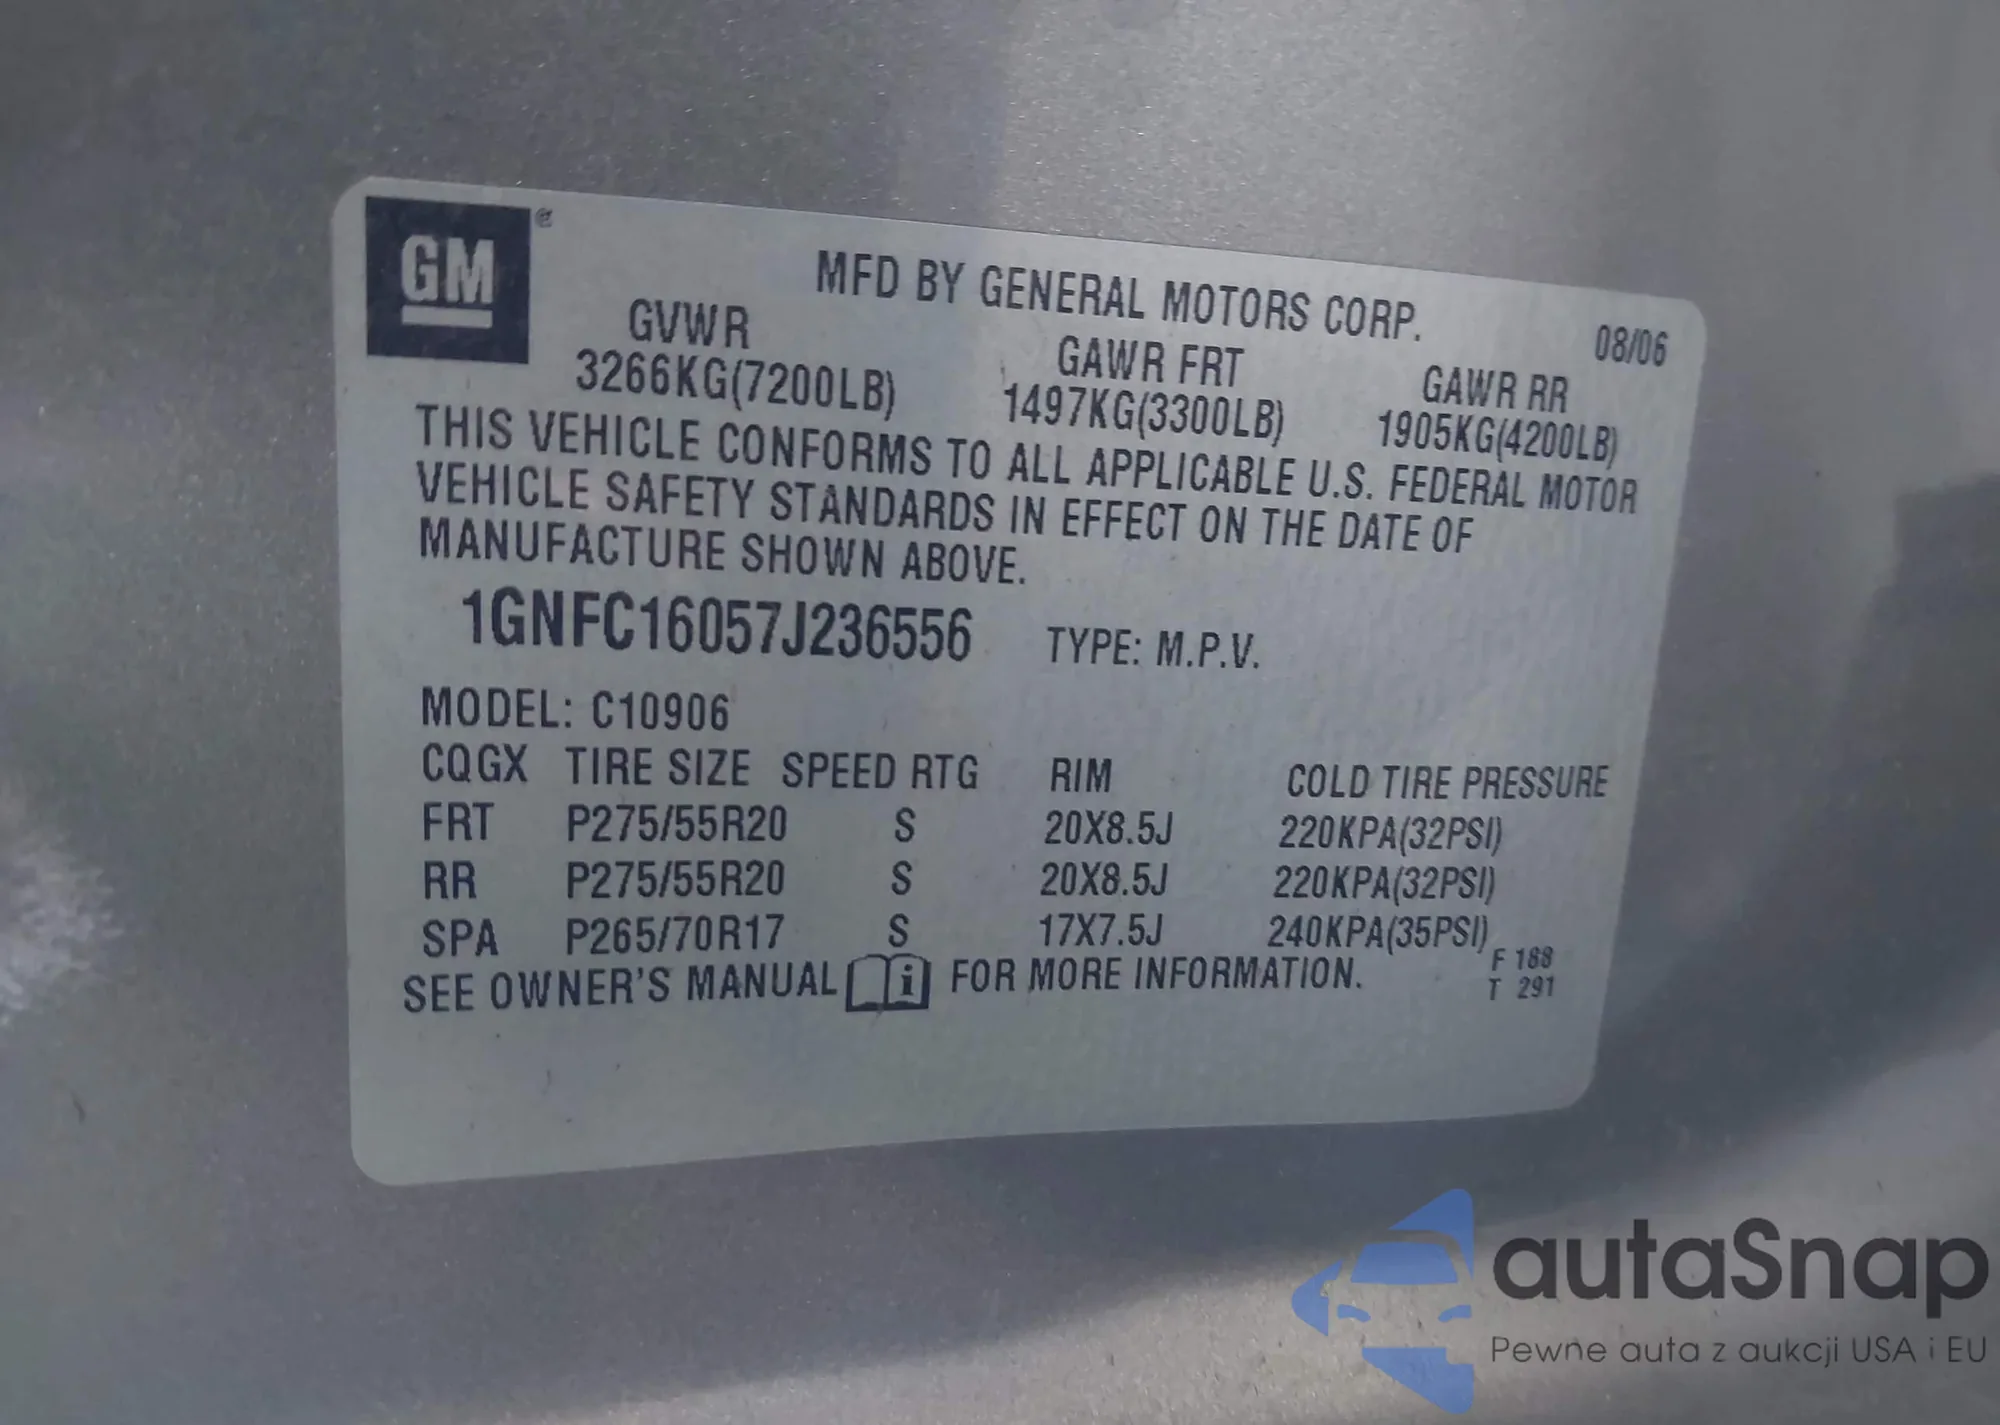 GM ®
MFD BY GENERAL MOTORS CORP.
08/06
GVWR GAWR FRT GAWR RR
3266KG(7200LB) 1497KG(3300LB) 1905KG(4200LB)
THIS VEHICLE CONFORMS TO ALL APPLICABLE U.S. FEDERAL MOTOR
VEHICLE SAFETY STANDARDS IN EFFECT ON THE DATE OF
MANUFACTURE SHOWN ABOVE.
1GNFC16057J236556 TYPE: M.P.V.
MODEL: C10906
CQGX TIRE SIZE SPEED RTG RIM COLD TIRE PRESSURE
FRT P275/55R20 S 20X8.5J 220KPA(32PSI)
RR P275/55R20 S 20X8.5J 220KPA(32PSI)
SPA P265/70R17 S 17X7.5J 240KPA(35PSI)
SEE OWNER'S MANUAL i FOR MORE INFORMATION.
F 188
T 291
autaSnap
Pewne auta z aukcji USA i EU